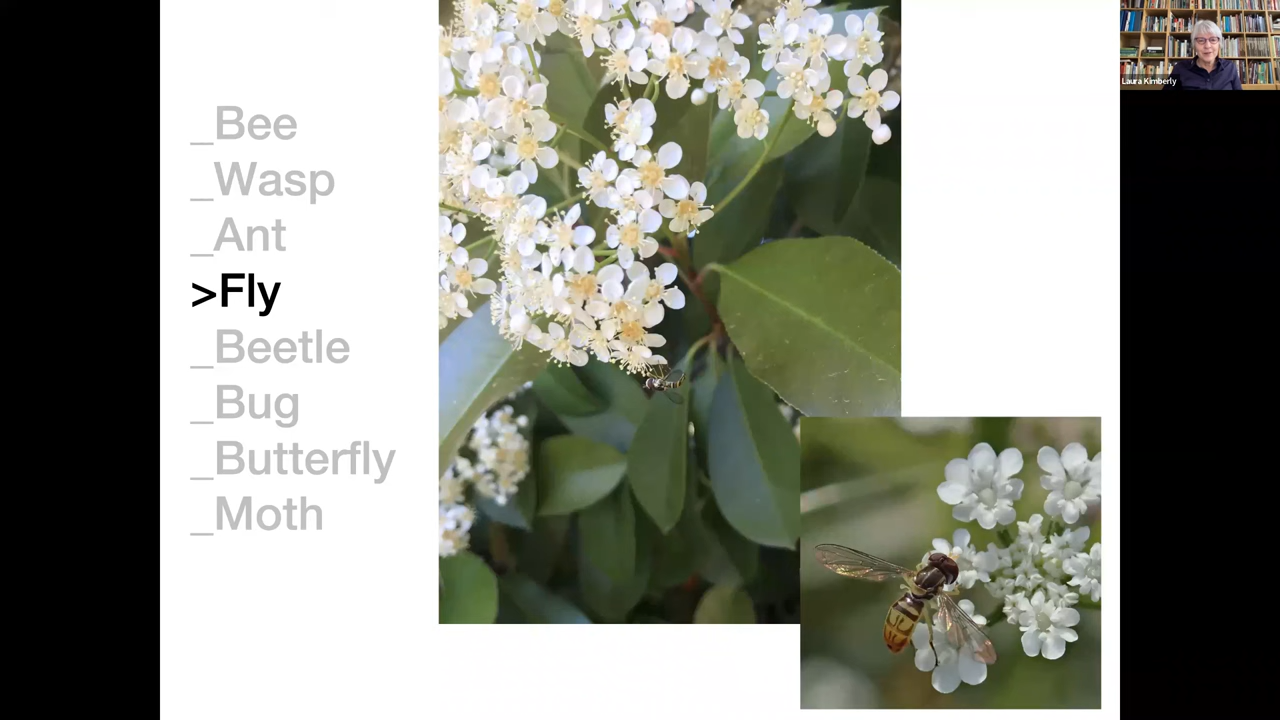 _Bee
_Wasp
_Ant
>Fly
_Beetle
_Bug
_Butterfly
_Moth
Laura Kimberly